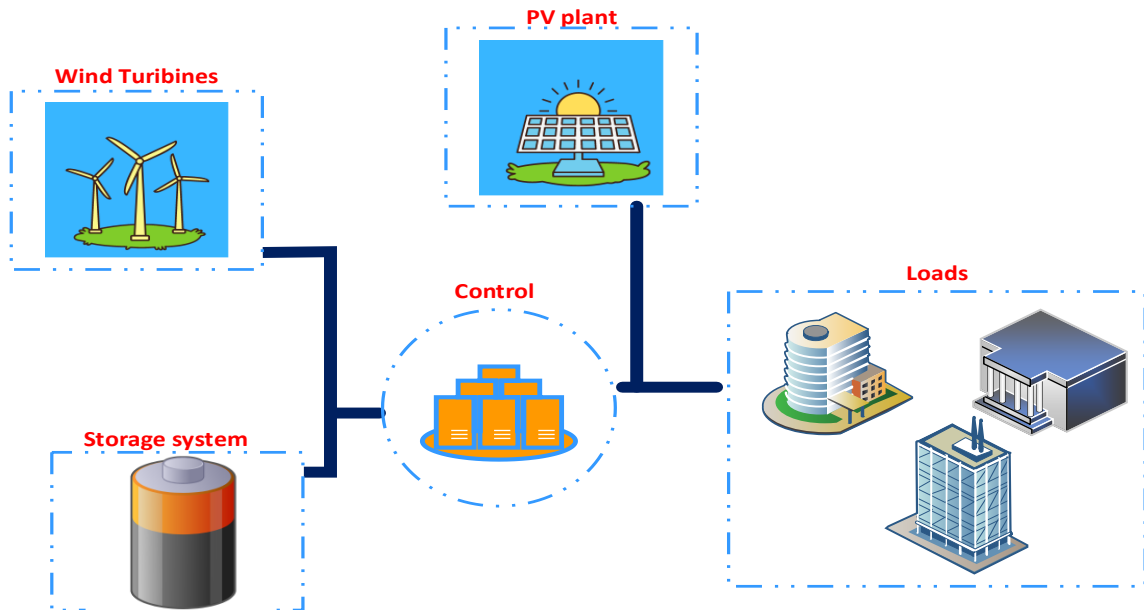 PV plant
Wind Turibines
Loads
Control
Storage system